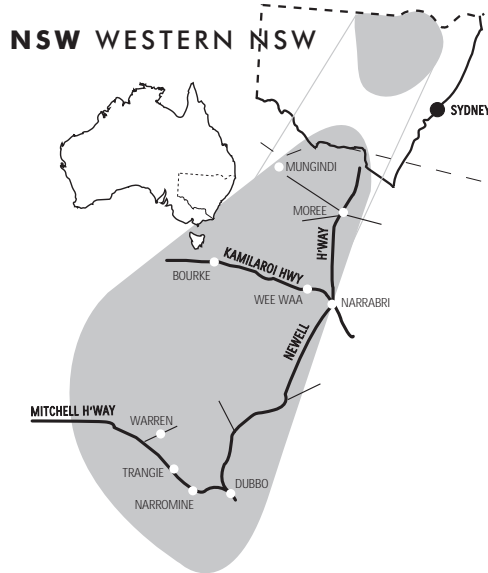 NSW WESTERN NSW
SYDNEY
MUNGINDI
MOREE
H'WAY
KAMILAROI HWY
BOURKE
WEE WAA
NARRABRI
NEWELL
MITCHELL H'WAY
WARREN
TRANGIE
DUBBO
NARROMINE